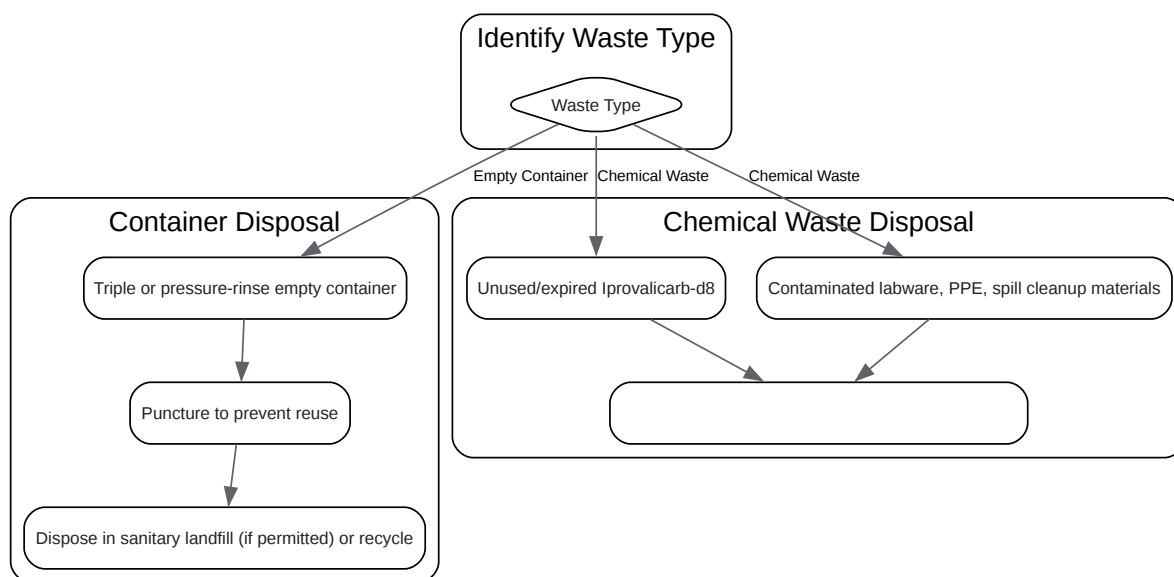 Identify Waste Type
Waste Type
Empty Container
Chemical Waste
Chemical Waste
Container Disposal
Triple or pressure-rinse empty container
Puncture to prevent reuse
Dispose in sanitary landfill (if permitted) or recycle
Chemical Waste Disposal
Unused/expired Iprovalicarb-d8
Contaminated labware, PPE, spill cleanup materials